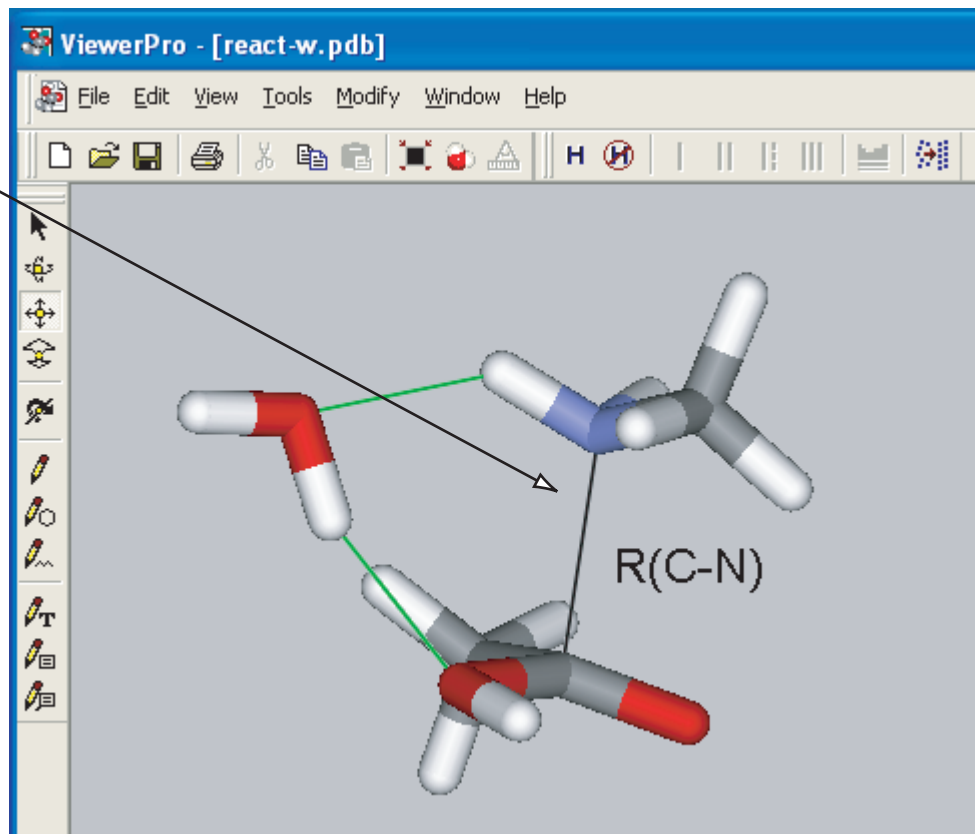 ViewerPro - [react-w.pdb]
File Edit View Tools Modify Window Help
H H
T
R(C-N)